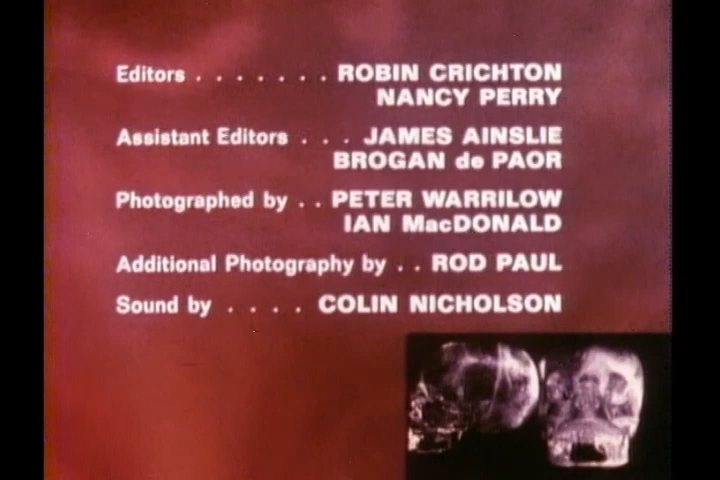 Editors . . . . . . . ROBIN CRICHTON
NANCY PERRY
Assistant Editors . . . JAMES AINSLIE
BROGAN de PAOR
Photographed by . . PETER WARRILOW
IAN MacDONALD
Additional Photography by . . ROD PAUL
Sound by . . . . COLIN NICHOLSON